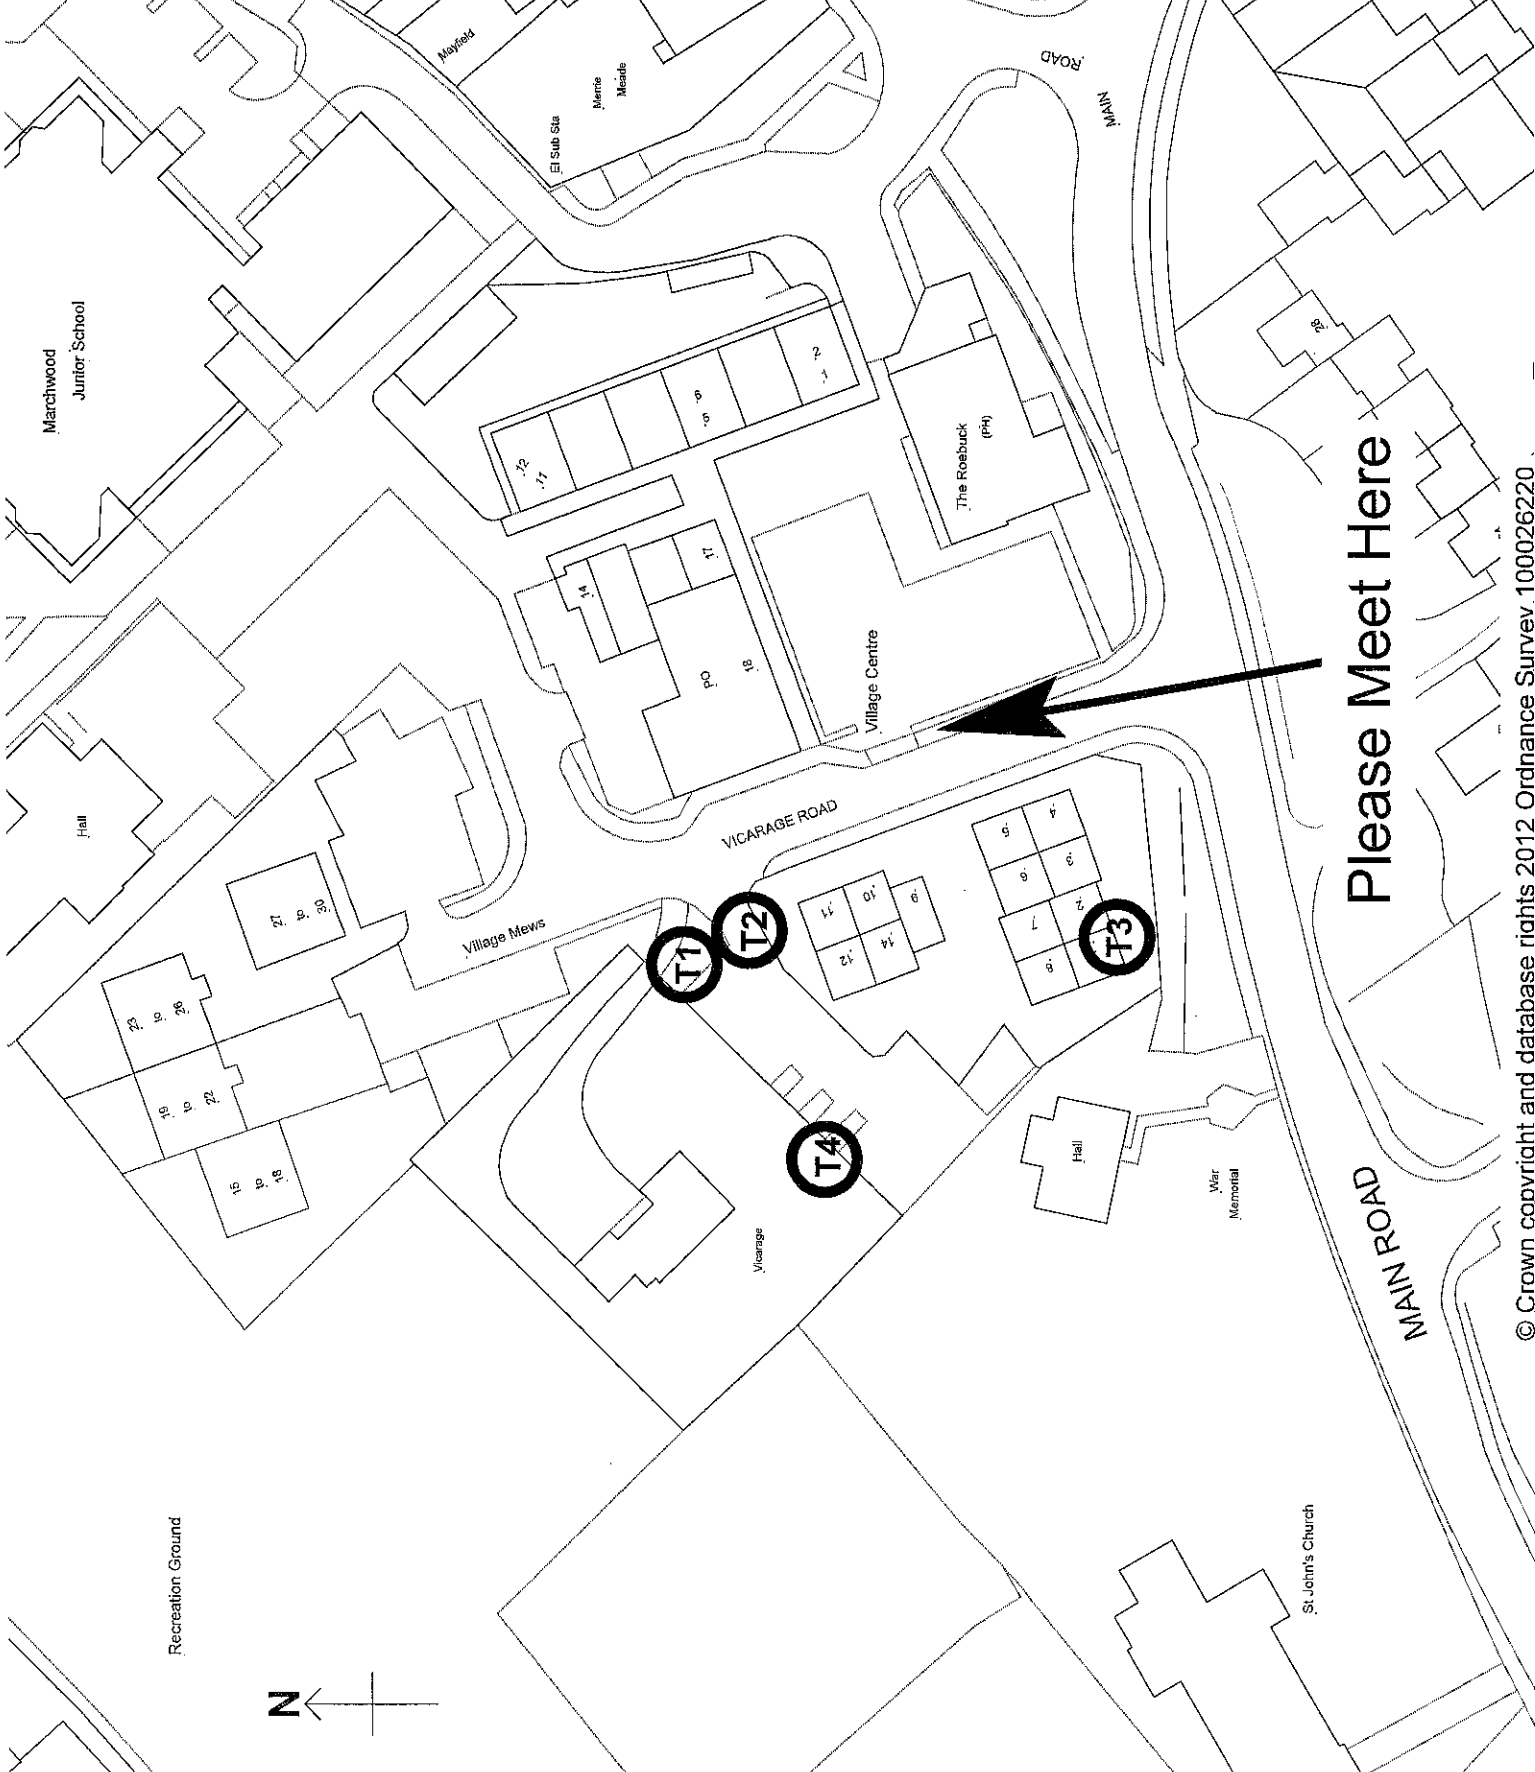 Recreation Ground
N
Marchwood
Junior School
Hall
Mayfield
Merrie
Meade
El Sub Sta
ROAD
MAIN
27
to
30
23
to
26
19
to
22
15
to
18
Village Mews
12
11
6
5
2
1
14
17
PO
18
The Roebuck
(PH)
Village Centre
VICARAGE ROAD
T1
T2
T3
T4
11
10
9
12
14
5
4
6
3
7
2
8
Vicarage
Hall
War
Memorial
28
Please Meet Here
MAIN ROAD
St John's Church
© Crown copyright and database rights 2012 Ordnance Survey 100026220